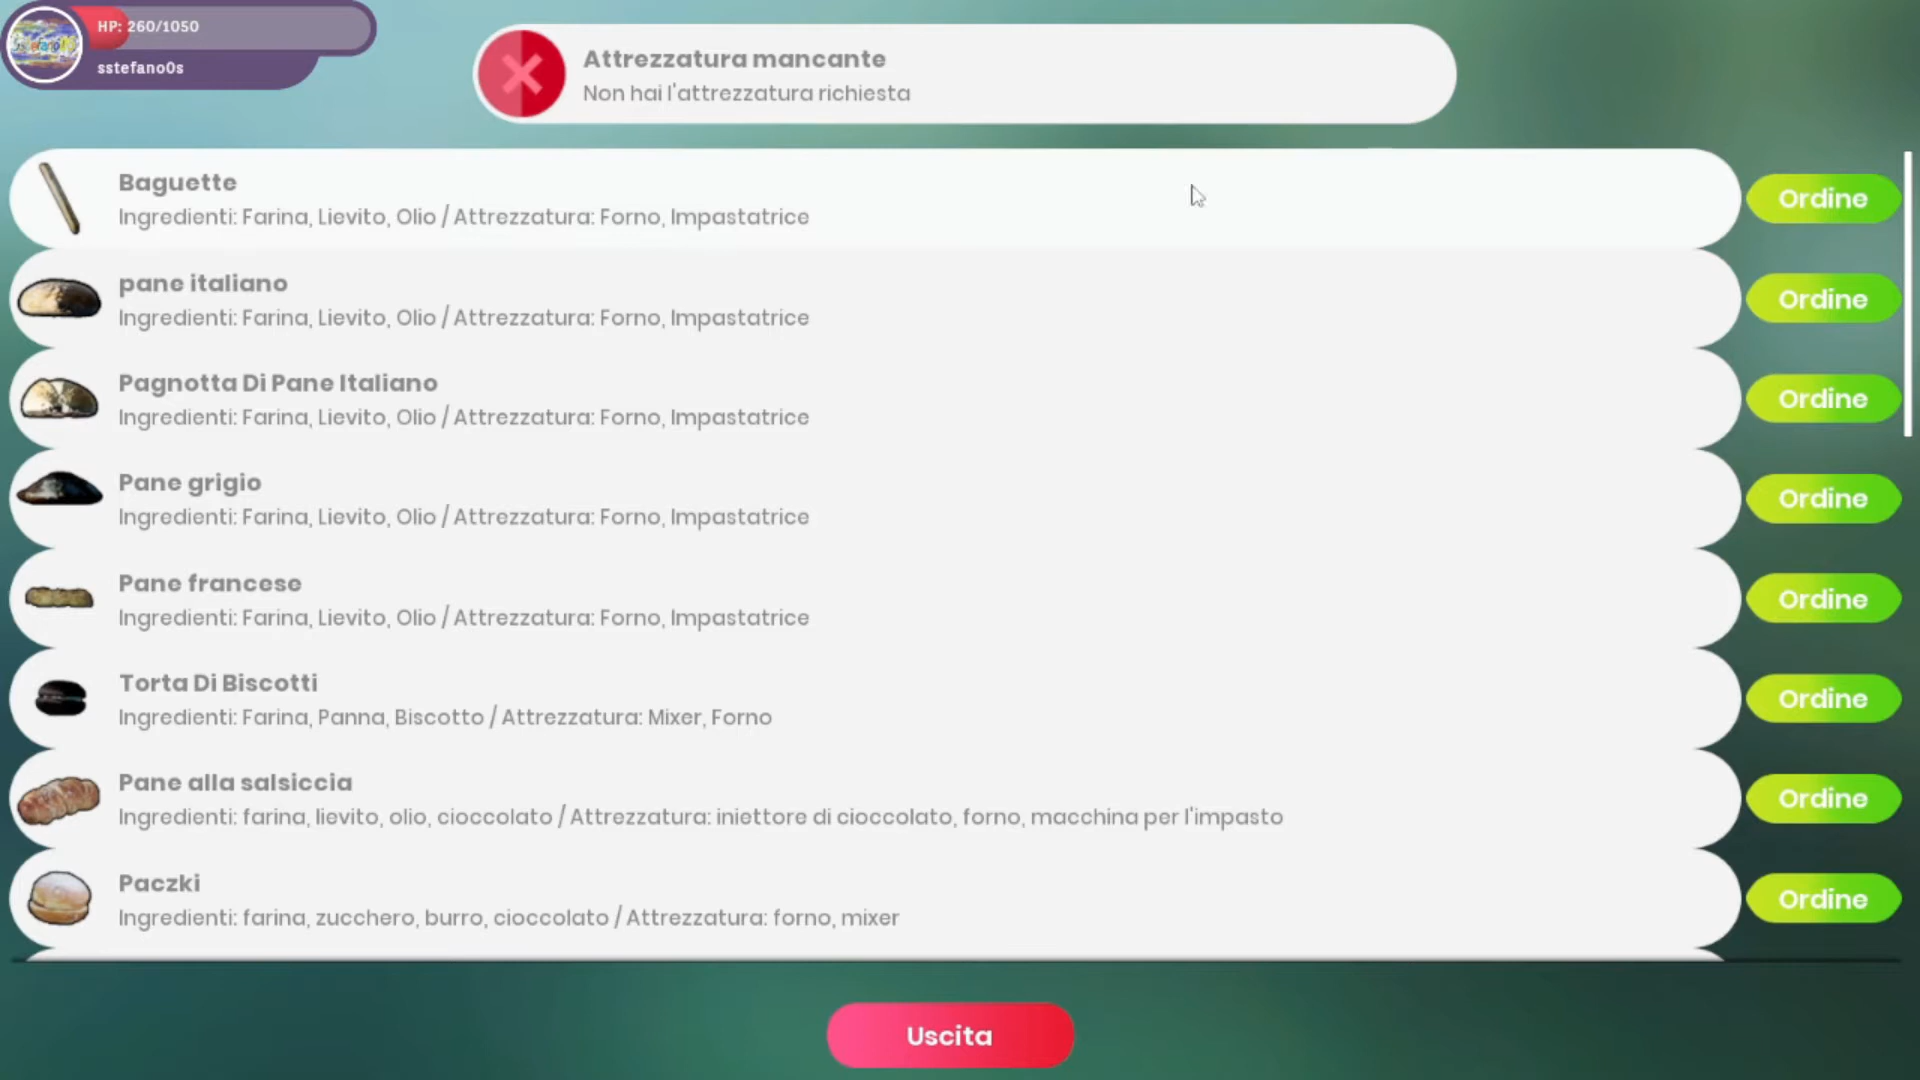 HP: 260/1050
sstefano0s
Attrezzatura mancante
Non hai l'attrezzatura richiesta
Baguette
Ingredienti: Farina, Lievito, Olio / Attrezzatura: Forno, Impastatrice
Ordine
pane italiano
Ingredienti: Farina, Lievito, Olio / Attrezzatura: Forno, Impastatrice
Ordine
Pagnotta Di Pane Italiano
Ingredienti: Farina, Lievito, Olio / Attrezzatura: Forno, Impastatrice
Ordine
Pane grigio
Ingredienti: Farina, Lievito, Olio / Attrezzatura: Forno, Impastatrice
Ordine
Pane francese
Ingredienti: Farina, Lievito, Olio / Attrezzatura: Forno, Impastatrice
Ordine
Torta Di Biscotti
Ingredienti: Farina, Panna, Biscotto / Attrezzatura: Mixer, Forno
Ordine
Pane alla salsiccia
Ingredienti: farina, lievito, olio, cioccolato / Attrezzatura: iniettore di cioccolato, forno, macchina per l'impasto
Ordine
Paczki
Ingredienti: farina, zucchero, burro, cioccolato / Attrezzatura: forno, mixer
Ordine
Uscita